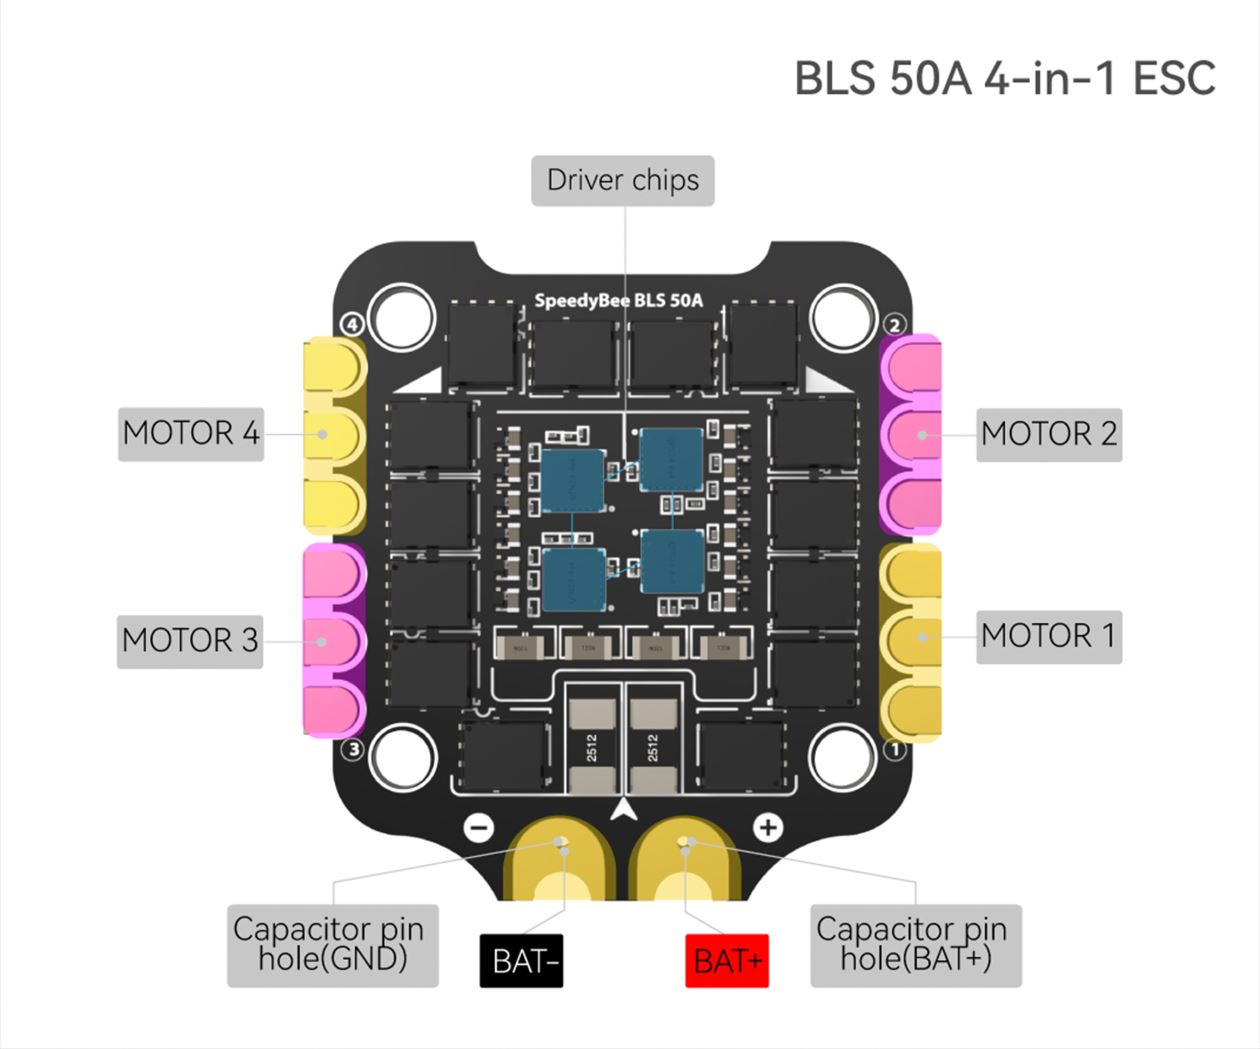 BLS 50A 4-in-1 ESC
Driver chips
SpeedyBee BLS 50A
4
2
MOTOR 4
MOTOR 2
MOTOR 3
MOTOR 1
3
1
2512
2512
−
+
Capacitor pin
hole(GND)
BAT-
BAT+
Capacitor pin
hole(BAT+)